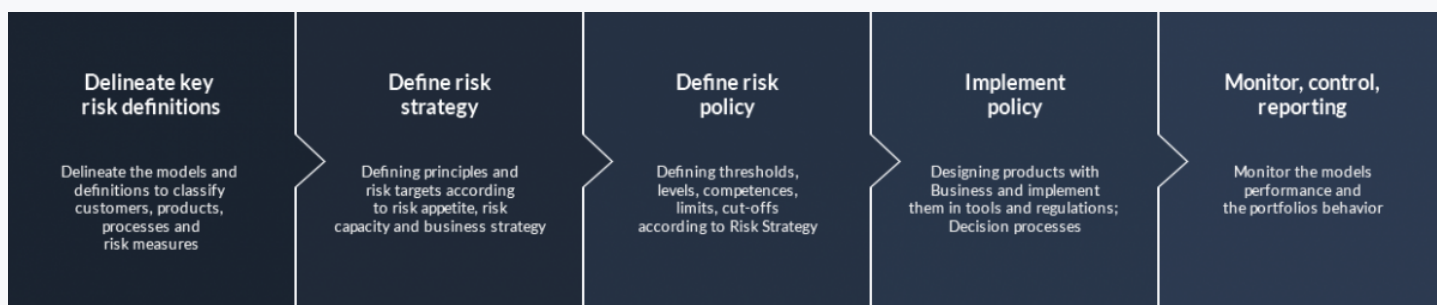 Delineate key
risk definitions
Delineate the models and
definitions to classify
customers, products,
processes and
risk measures
Define risk
strategy
Defining principles and
risk targets according
to risk appetite, risk
capacity and business strategy
Define risk
policy
Defining thresholds,
levels, competences,
limits, cut-offs
according to Risk Strategy
Implement
policy
Designing products with
Business and implement
them in tools and regulations;
Decision processes
Monitor, control,
reporting
Monitor the models
performance and
the portfolios behavior